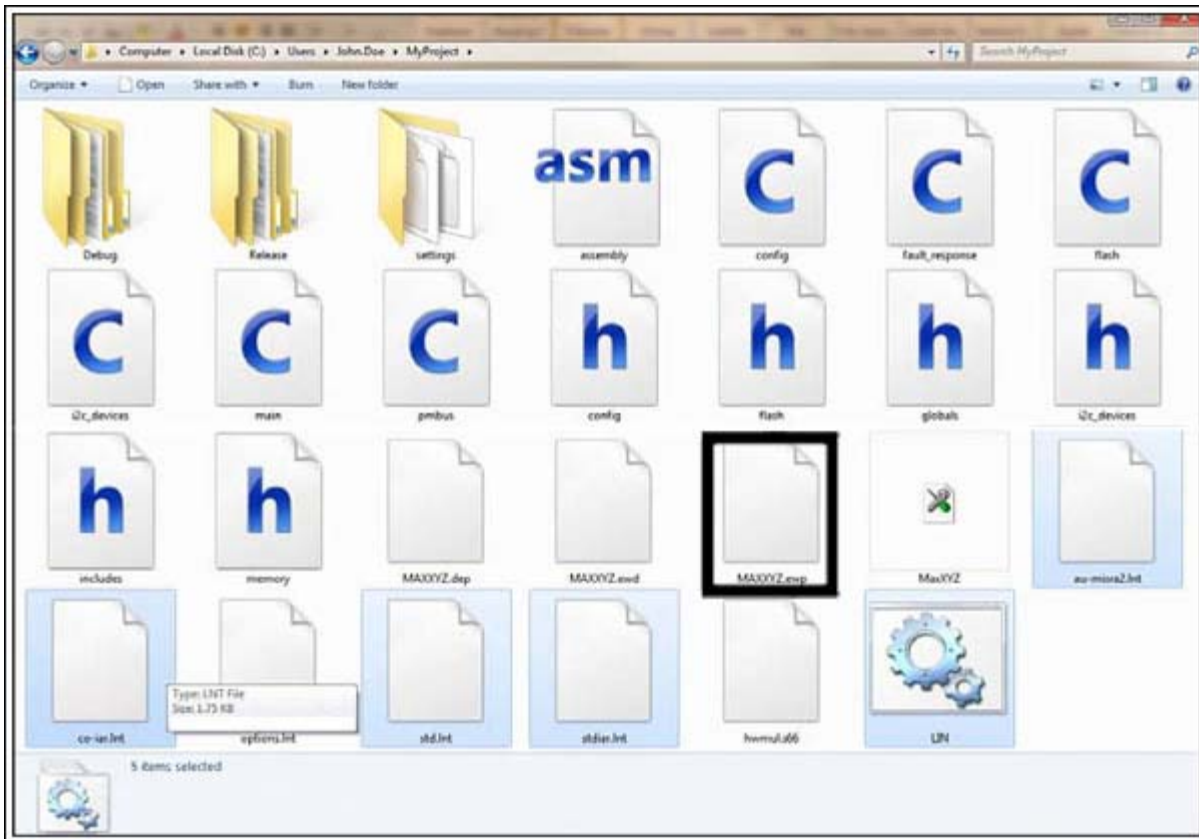 Computer Local Disk (C:) Users John.Doe MyProject
Search MyProject
Organize Open Share with Burn New folder
asm C C C
Debug Release settings assembly config fault_response flash
C C C h h h h
i2c_devices main pmbus config flash globals i2c_devices
h h
includes memory MAXXYZ.dep MAXXYZ.ewd MAXXYZ.ewp MaxXYZ au-misra2.lnt
Type: LNT File
Size: 1.75 KB
co-iar.lnt options.lnt std.lnt stdiar.lnt hwmul.s66 LIN
5 items selected